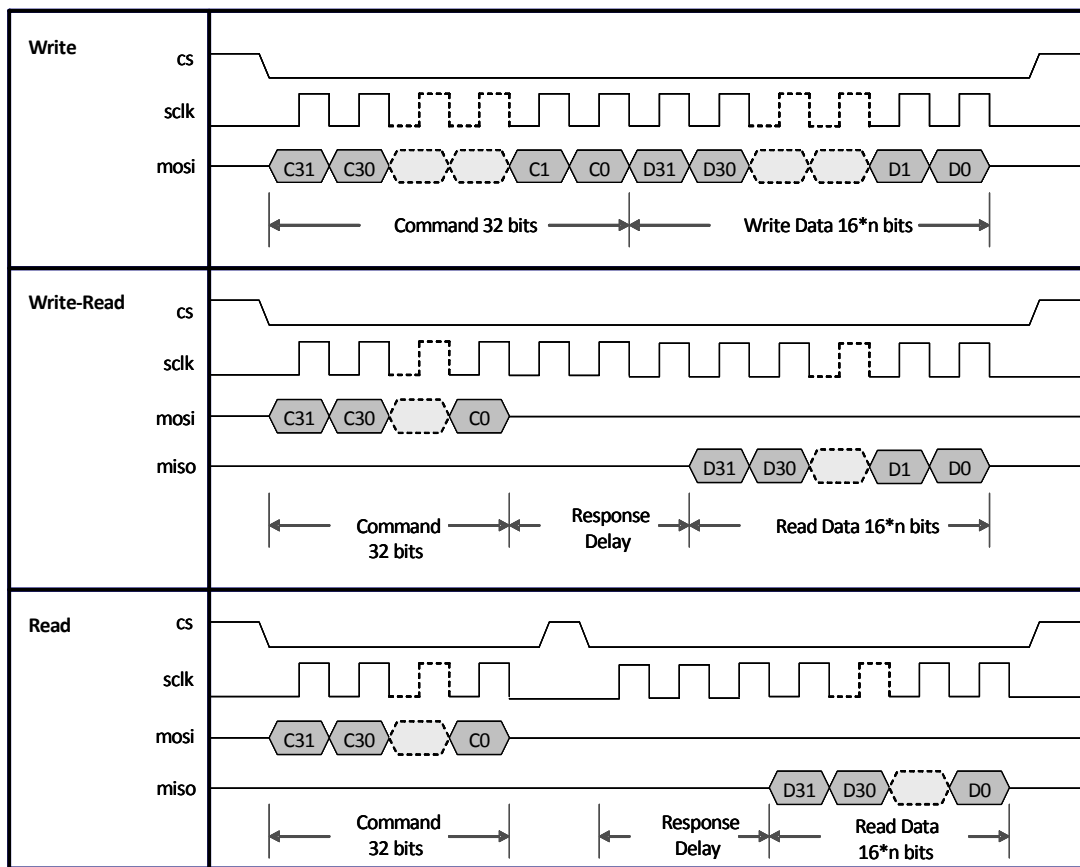 Write
cs
sclk
mosi C31 C30 C1 C0 D31 D30 D1 D0
Command 32 bits Write Data 16*n bits
Write-Read
cs
sclk
mosi C31 C30 C0
miso D31 D30 D1 D0
Command
32 bits
Response
Delay
Read Data 16*n bits
Read
cs
sclk
mosi C31 C30 C0
miso D31 D30 D0
Command
32 bits
Response
Delay
Read Data
16*n bits